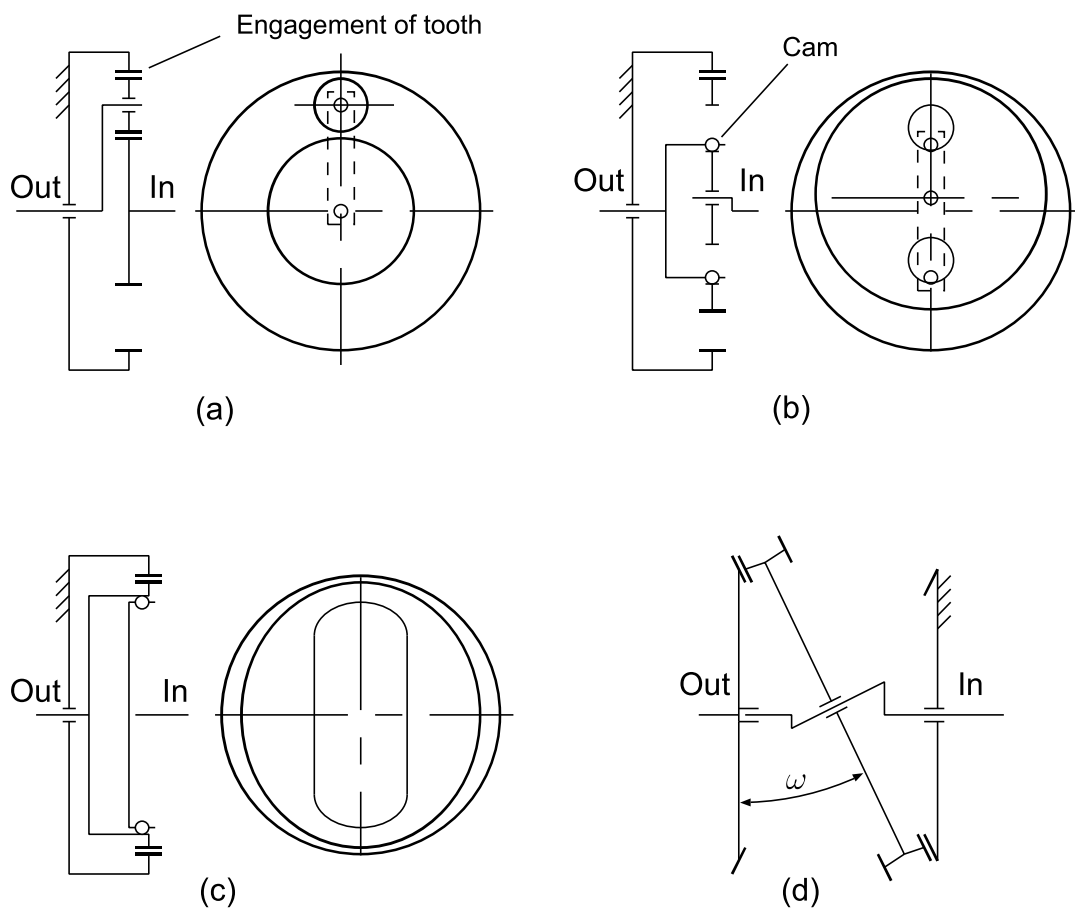 Engagement of tooth
Out
In
(a)
Cam
Out
In
(b)
Out
In
(c)
Out
In
ω
(d)